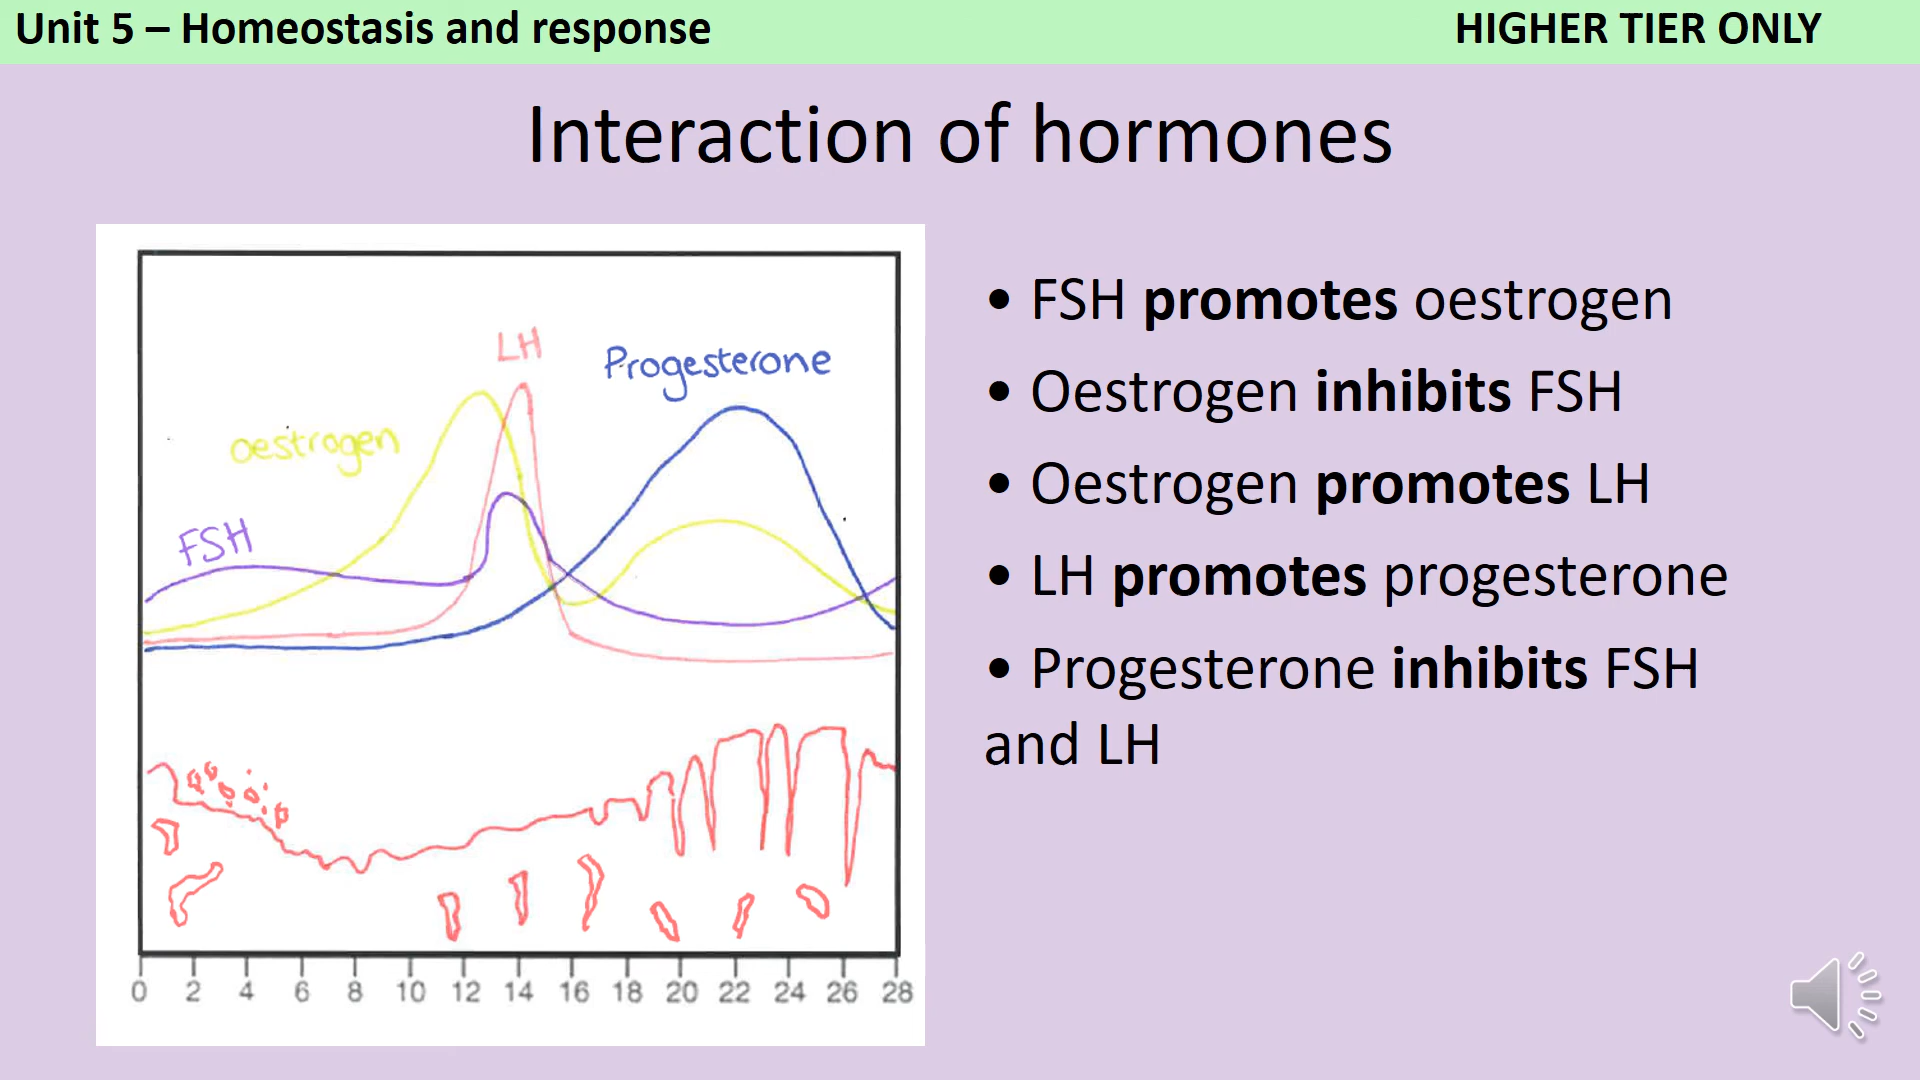 Unit 5 – Homeostasis and response
HIGHER TIER ONLY
Interaction of hormones
LH
Progesterone
oestrogen
FSH
0 2 4 6 8 10 12 14 16 18 20 22 24 26 28
• FSH promotes oestrogen
• Oestrogen inhibits FSH
• Oestrogen promotes LH
• LH promotes progesterone
• Progesterone inhibits FSH
and LH